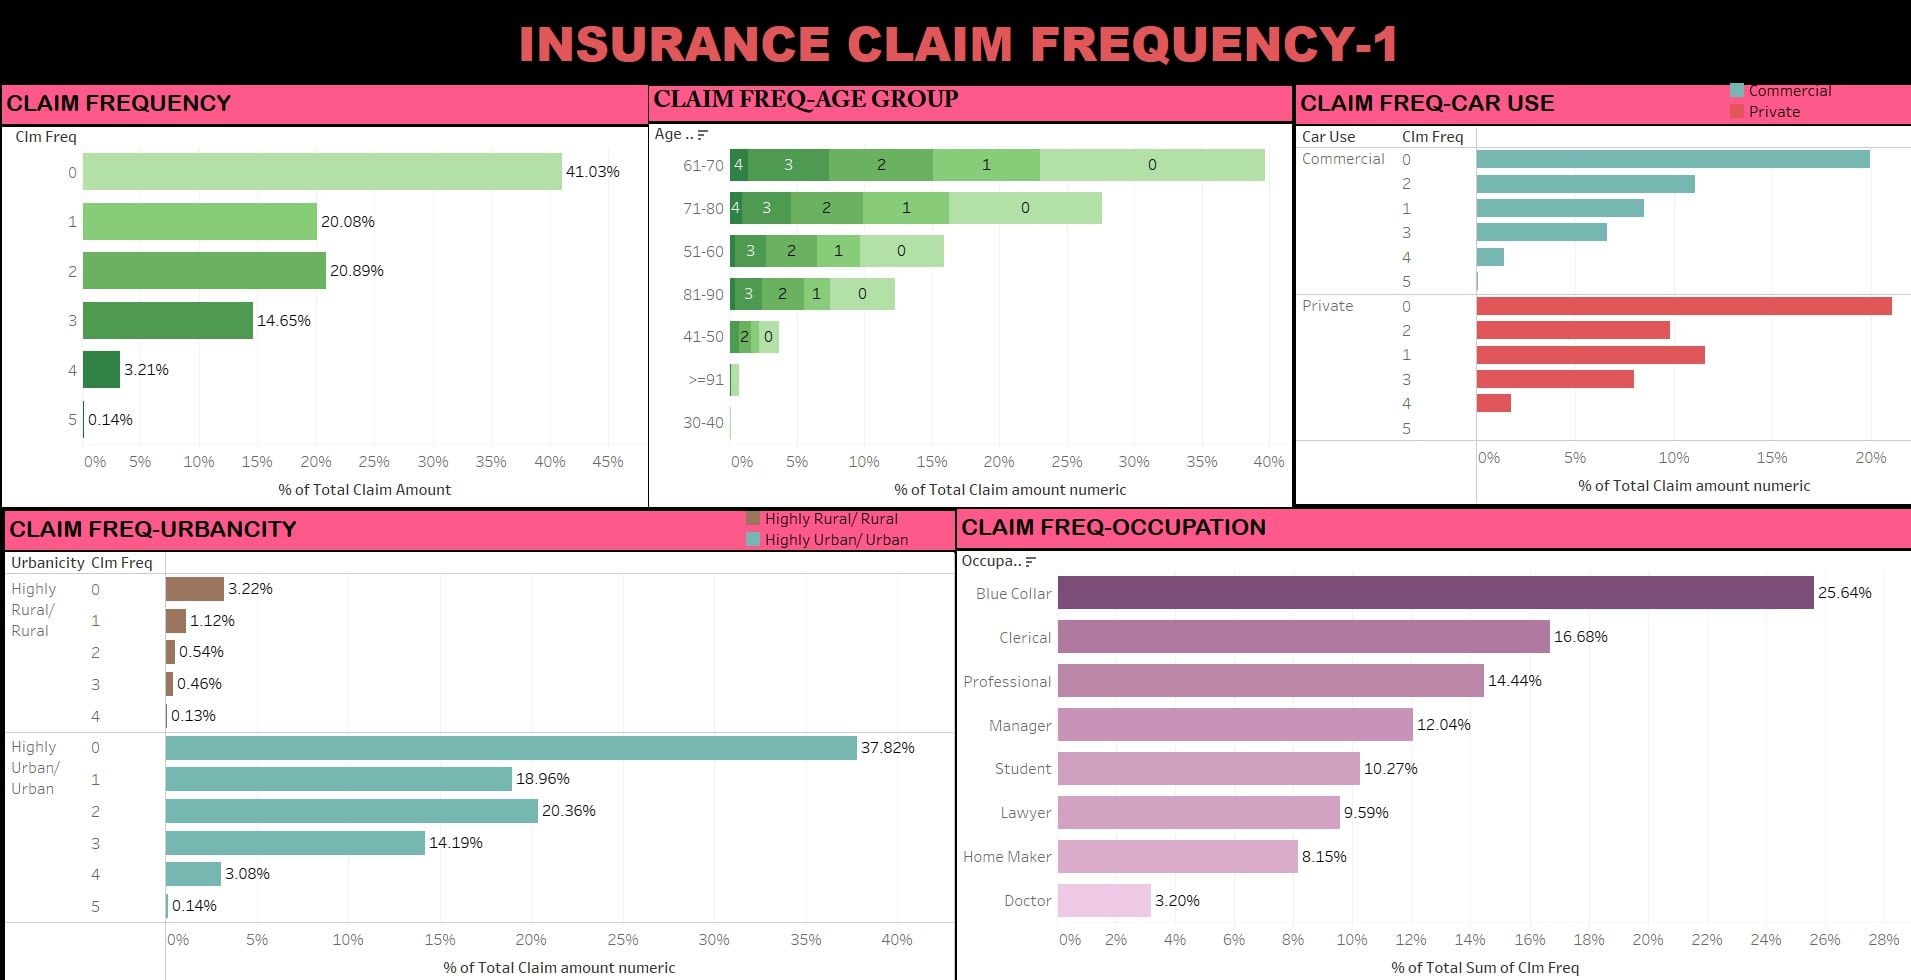 INSURANCE CLAIM FREQUENCY-1
CLAIM FREQUENCY
Clm Freq
0 41.03%
1 20.08%
2 20.89%
3 14.65%
4 3.21%
5 0.14%
0% 5% 10% 15% 20% 25% 30% 35% 40% 45%
% of Total Claim Amount
CLAIM FREQ-AGE GROUP
Age ..
61-70 4 3 2 1 0
71-80 4 3 2 1 0
51-60 3 2 1 0
81-90 3 2 1 0
41-50 2 0
>=91
30-40
0% 5% 10% 15% 20% 25% 30% 35% 40%
% of Total Claim amount numeric
CLAIM FREQ-CAR USE
Commercial
Private
Car Use Clm Freq
Commercial 0
2
1
3
4
5
Private 0
2
1
3
4
5
0% 5% 10% 15% 20%
% of Total Claim amount numeric
CLAIM FREQ-URBANCITY
Highly Rural/ Rural
Highly Urban/ Urban
Urbanicity Clm Freq
Highly
Rural/
Rural
0 3.22%
1 1.12%
2 0.54%
3 0.46%
4 0.13%
Highly
Urban/
Urban
0 37.82%
1 18.96%
2 20.36%
3 14.19%
4 3.08%
5 0.14%
0% 5% 10% 15% 20% 25% 30% 35% 40%
% of Total Claim amount numeric
CLAIM FREQ-OCCUPATION
Occupa..
Blue Collar 25.64%
Clerical 16.68%
Professional 14.44%
Manager 12.04%
Student 10.27%
Lawyer 9.59%
Home Maker 8.15%
Doctor 3.20%
0% 2% 4% 6% 8% 10% 12% 14% 16% 18% 20% 22% 24% 26% 28%
% of Total Sum of Clm Freq